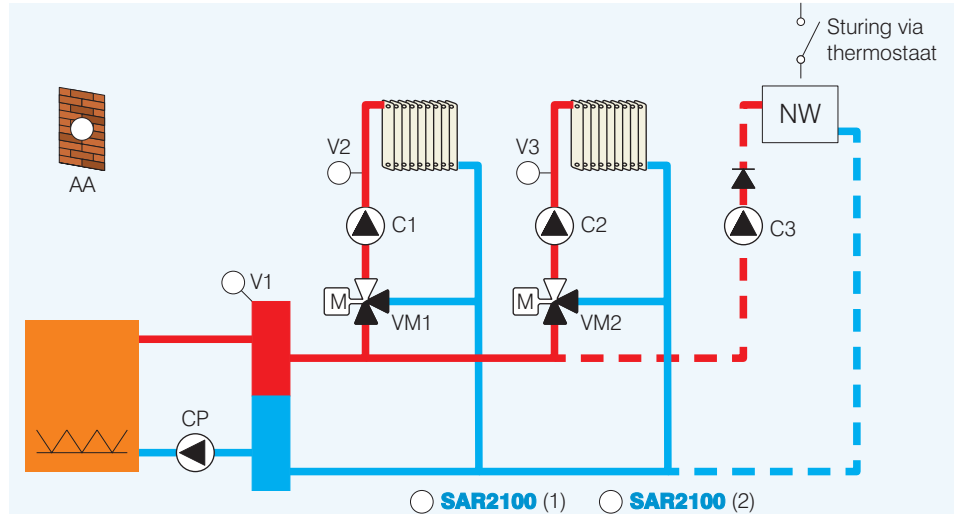 Sturing via
thermostaat
NW
AA
V2
V3
C1
C2
C3
V1
M
VM1
M
VM2
CP
SAR2100 (1)
SAR2100 (2)